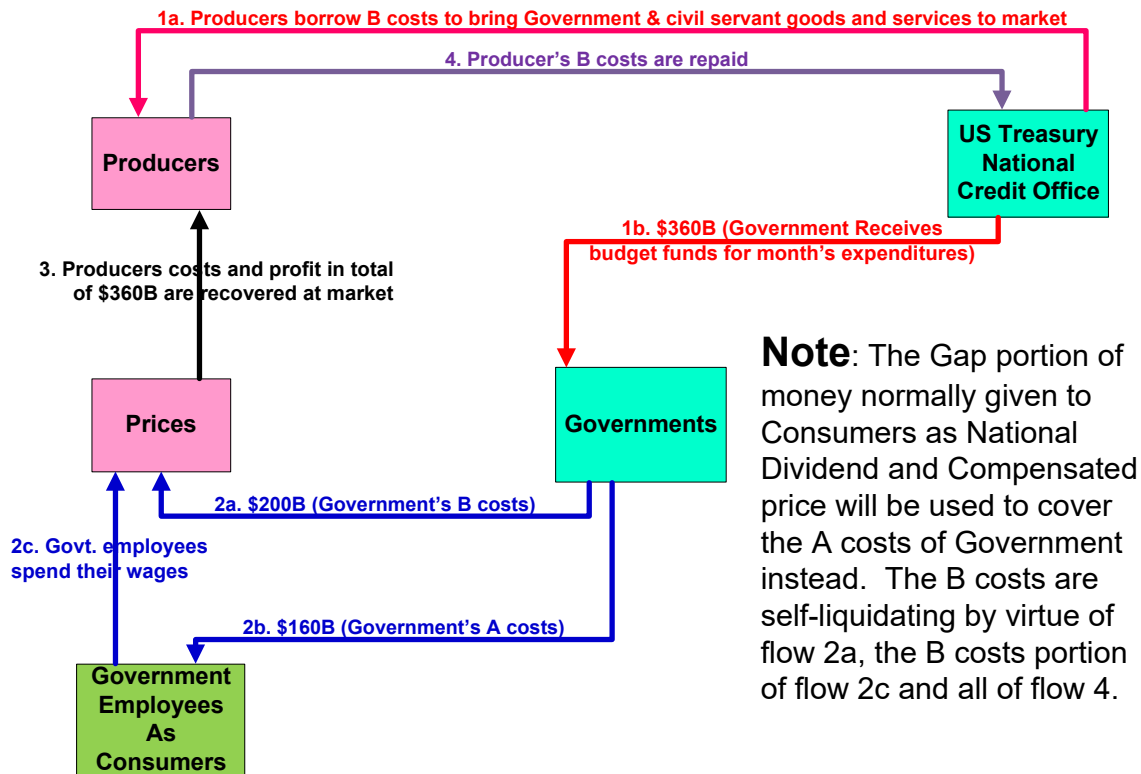 1a. Producers borrow B costs to bring Government & civil servant goods and services to market
4. Producer’s B costs are repaid
Producers
US Treasury
National
Credit Office
1b. $360B (Government Receives
budget funds for month’s expenditures)
3. Producers costs and profit in total
of $360B are recovered at market
Prices
Governments
Note: The Gap portion of
money normally given to
Consumers as National
Dividend and Compensated
price will be used to cover
the A costs of Government
instead.  The B costs are
self-liquidating by virtue of
flow 2a, the B costs portion
of flow 2c and all of flow 4.
2a. $200B (Government’s B costs)
2c. Govt. employees
spend their wages
2b. $160B (Government’s A costs)
Government
Employees
As
Consumers